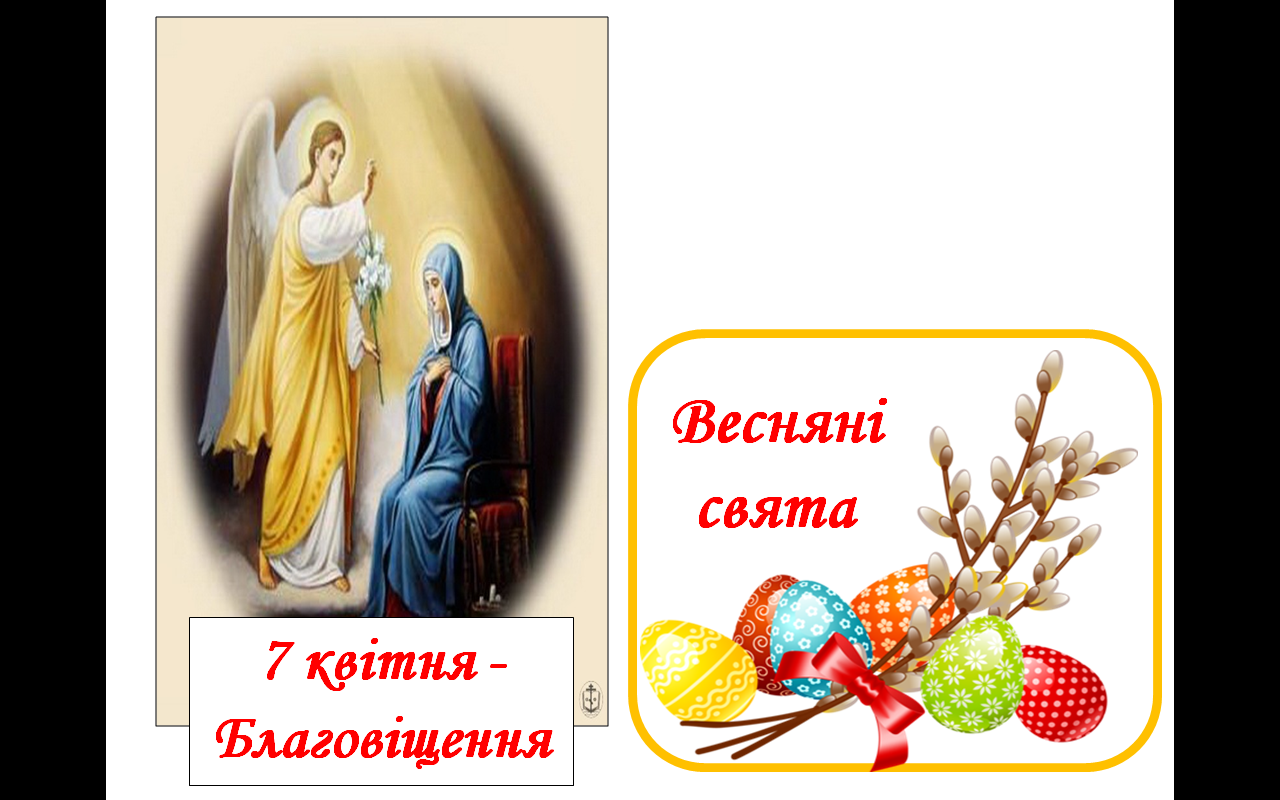 7 квітня -
Благовіщення
Весняні
свята